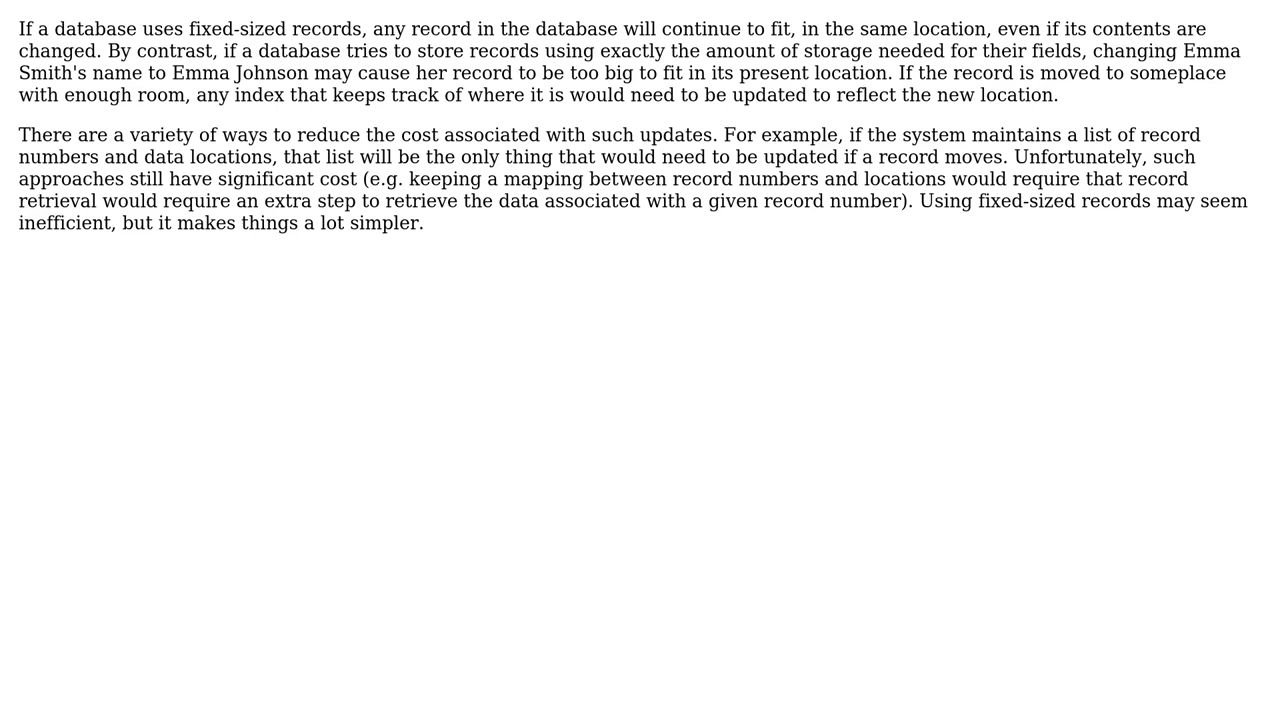 If a database uses fixed-sized records, any record in the database will continue to fit, in the same location, even if its contents are
changed. By contrast, if a database tries to store records using exactly the amount of storage needed for their fields, changing Emma
Smith's name to Emma Johnson may cause her record to be too big to fit in its present location. If the record is moved to someplace
with enough room, any index that keeps track of where it is would need to be updated to reflect the new location.
There are a variety of ways to reduce the cost associated with such updates. For example, if the system maintains a list of record
numbers and data locations, that list will be the only thing that would need to be updated if a record moves. Unfortunately, such
approaches still have significant cost (e.g. keeping a mapping between record numbers and locations would require that record
retrieval would require an extra step to retrieve the data associated with a given record number). Using fixed-sized records may seem
inefficient, but it makes things a lot simpler.